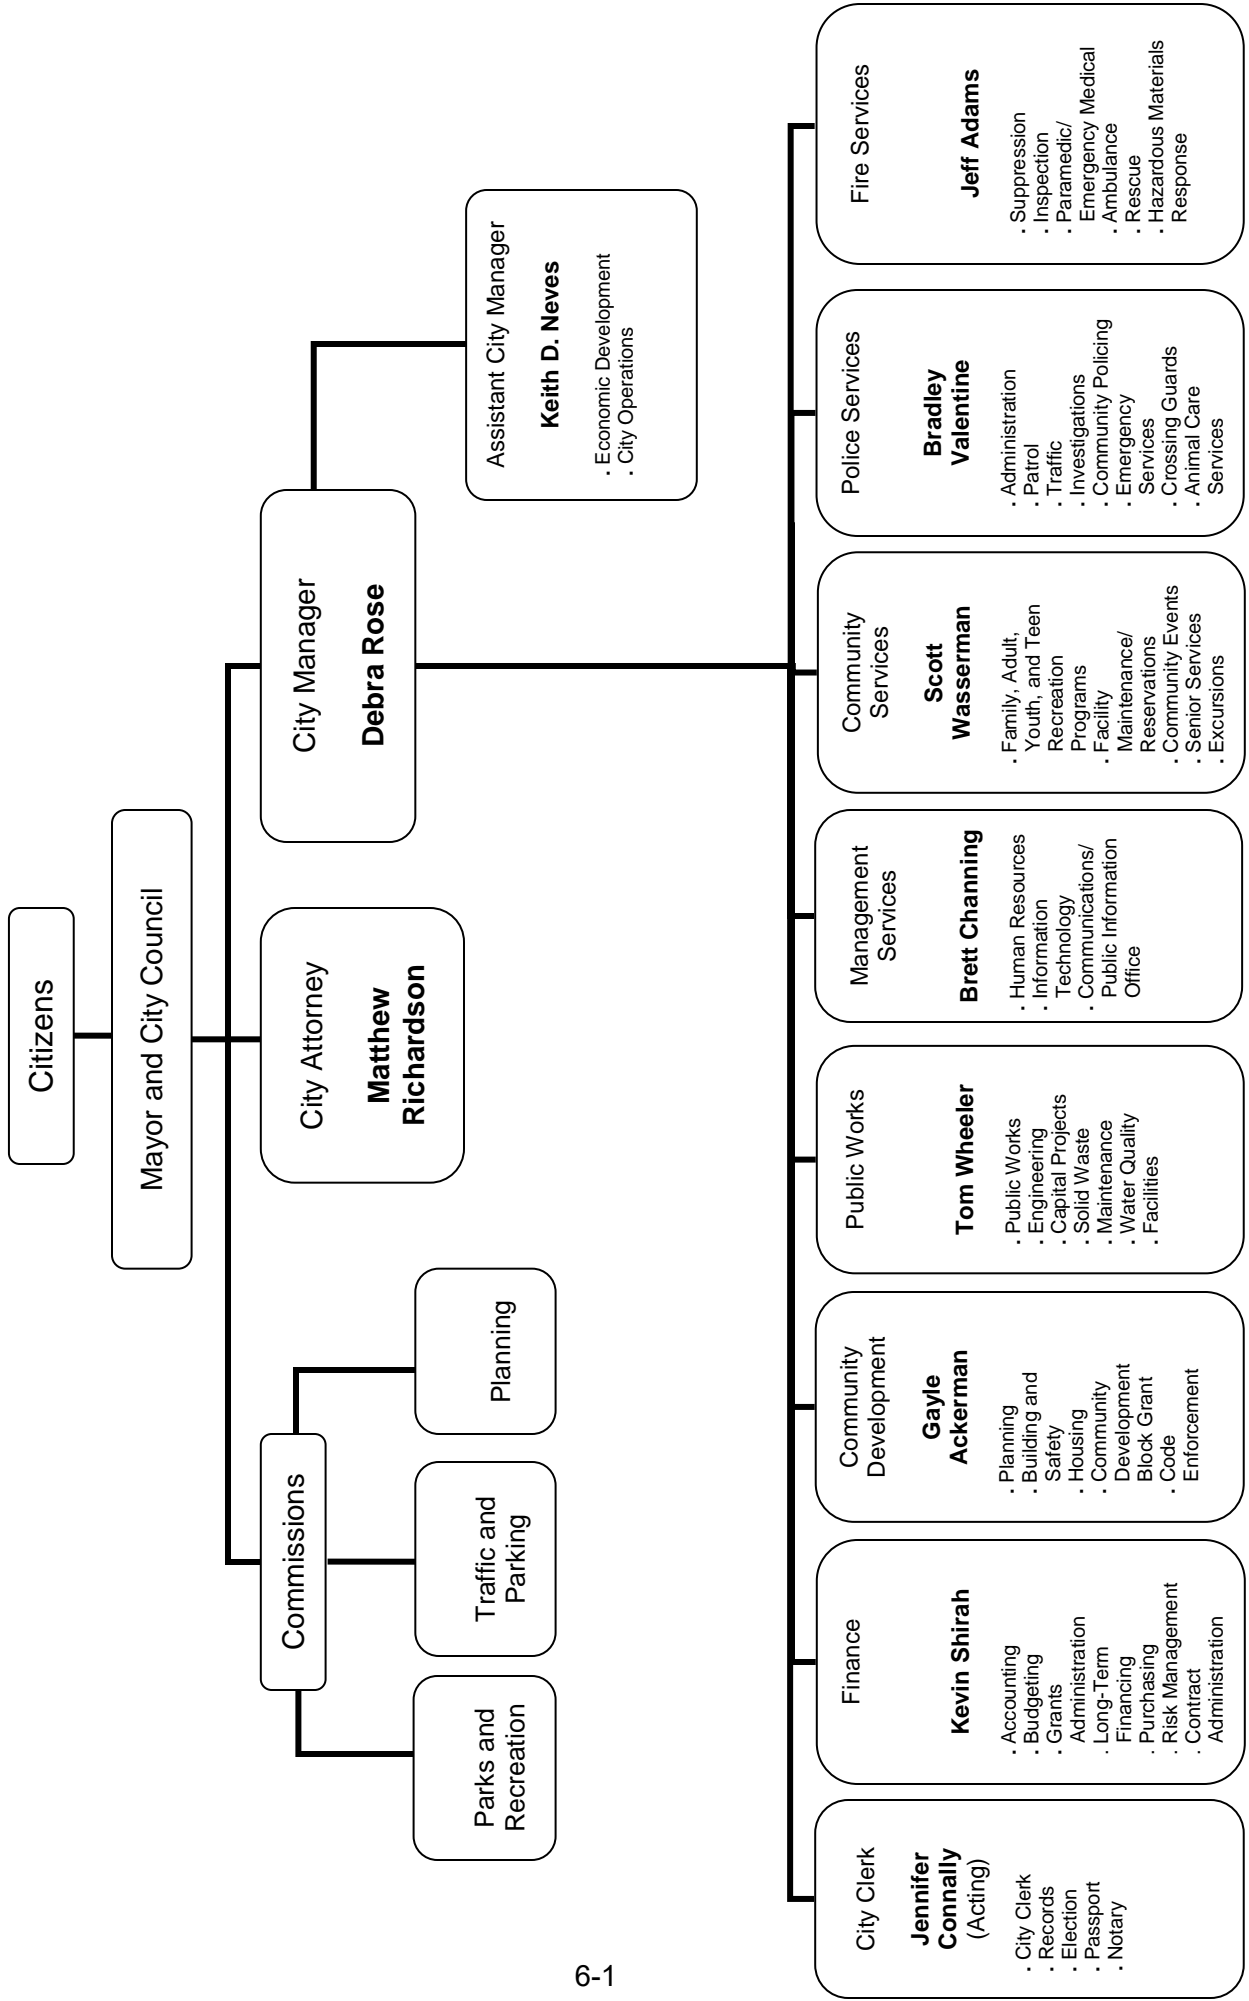 Citizens
Mayor and City Council
Commissions
City Attorney
Matthew
Richardson
City Manager
Debra Rose
Parks and
Recreation
Traffic and
Parking
Planning
Assistant City Manager
Keith D. Neves
. Economic Development
. City Operations
City Clerk
Jennifer
Connally
(Acting)
. City Clerk
. Records
. Election
. Passport
. Notary
Finance
Kevin Shirah
. Accounting
. Budgeting
. Grants
Administration
. Long-Term
Financing
. Purchasing
. Risk Management
. Contract
Administration
Community
Development
Gayle
Ackerman
. Planning
. Building and
Safety
. Housing
. Community
Development
Block Grant
. Code
Enforcement
Public Works
Tom Wheeler
. Public Works
. Engineering
. Capital Projects
. Solid Waste
. Maintenance
. Water Quality
. Facilities
Management
Services
Brett Channing
. Human Resources
. Information
Technology
. Communications/
Public Information
Office
Community
Services
Scott
Wasserman
. Family, Adult,
Youth, and Teen
Recreation
Programs
. Facility
Maintenance/
Reservations
. Community Events
. Senior Services
. Excursions
Police Services
Bradley
Valentine
. Administration
. Patrol
. Traffic
. Investigations
. Community Policing
. Emergency
Services
. Crossing Guards
. Animal Care
Services
Fire Services
Jeff Adams
. Suppression
. Inspection
. Paramedic/
Emergency Medical
. Ambulance
. Rescue
. Hazardous Materials
Response
6-1